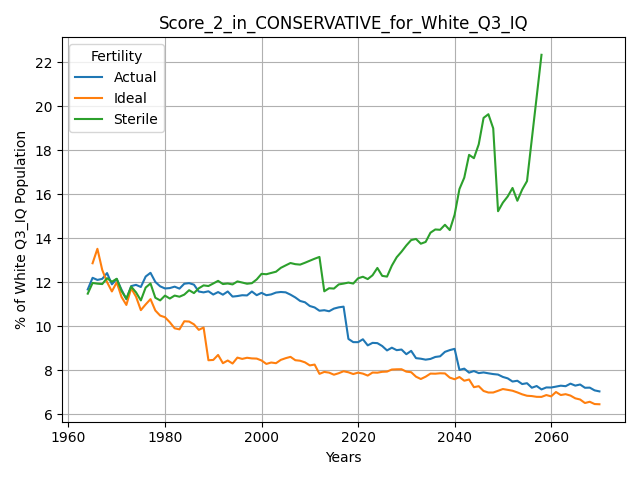 Score_2_in_CONSERVATIVE_for_White_Q3_IQ
Fertility
Actual
Ideal
Sterile
% of White Q3_IQ Population
22
20
18
16
14
12
10
8
6
1960
1980
2000
2020
2040
2060
Years